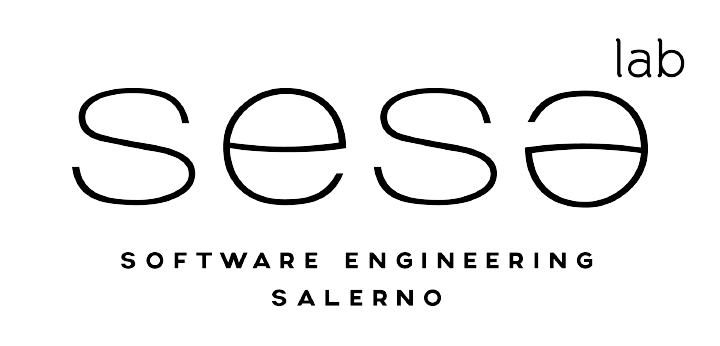 lab
sesa
SOFTWARE ENGINEERING
SALERNO